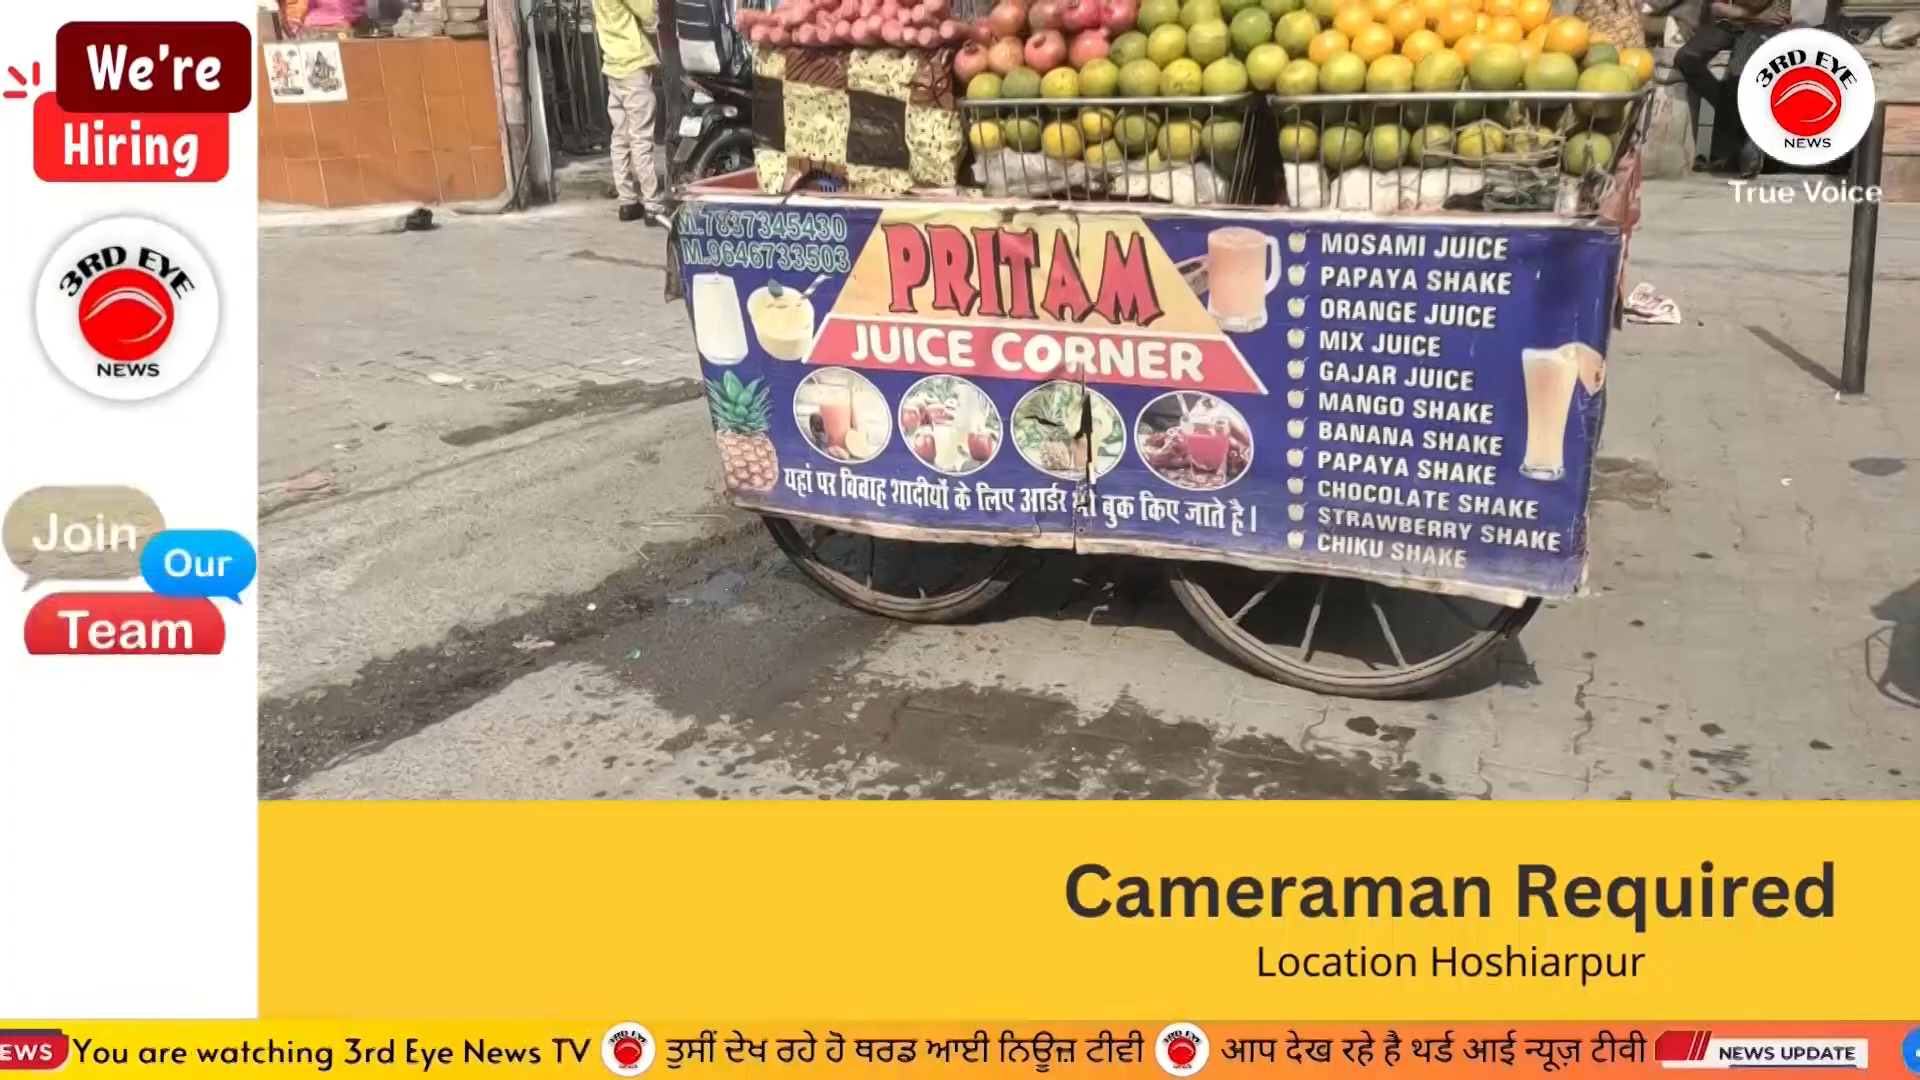 We're
Hiring
3RD EYE
NEWS
Join
Our
Team
3RD EYE
NEWS
True Voice
M.7837345430
M.9646733503
PRITAM
JUICE CORNER
यहां पर विवाह शादीयों के लिए आर्डर भी बुक किए जाते है।
MOSAMI JUICE
PAPAYA SHAKE
ORANGE JUICE
MIX JUICE
GAJAR JUICE
MANGO SHAKE
BANANA SHAKE
PAPAYA SHAKE
CHOCOLATE SHAKE
STRAWBERRY SHAKE
CHIKU SHAKE
Cameraman Required
Location Hoshiarpur
EWS You are watching 3rd Eye News TV ਤੁਸੀਂ ਦੇਖ ਰਹੇ ਹੋ ਥਰਡ ਆਈ ਨਿਊਜ਼ ਟੀਵੀ आप देख रहे है थर्ड आई न्यूज़ टीवी NEWS UPDATE